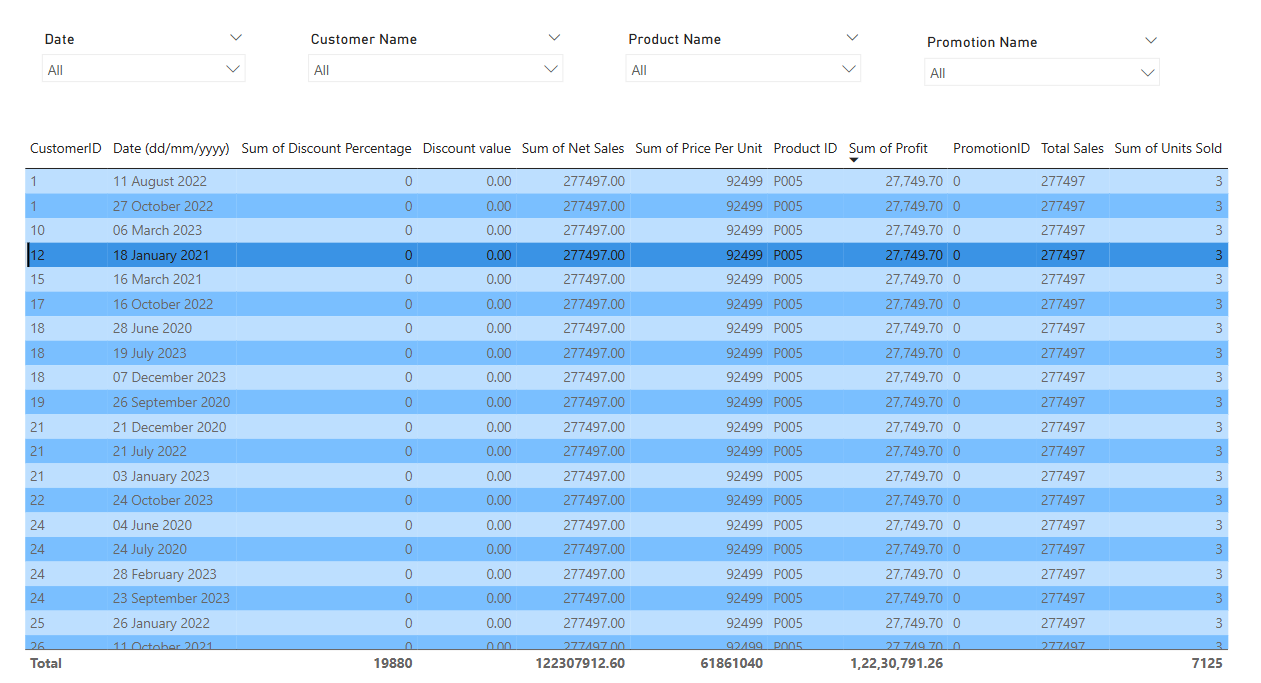 Date Customer Name Product Name Promotion Name
All All All All
CustomerID Date (dd/mm/yyyy) Sum of Discount Percentage Discount value Sum of Net Sales Sum of Price Per Unit Product ID Sum of Profit PromotionID Total Sales Sum of Units Sold
1 11 August 2022 0 0.00 277497.00 92499 P005 27,749.70 0 277497 3
1 27 October 2022 0 0.00 277497.00 92499 P005 27,749.70 0 277497 3
10 06 March 2023 0 0.00 277497.00 92499 P005 27,749.70 0 277497 3
12 18 January 2021 0 0.00 277497.00 92499 P005 27,749.70 0 277497 3
15 16 March 2021 0 0.00 277497.00 92499 P005 27,749.70 0 277497 3
17 16 October 2022 0 0.00 277497.00 92499 P005 27,749.70 0 277497 3
18 28 June 2020 0 0.00 277497.00 92499 P005 27,749.70 0 277497 3
18 19 July 2023 0 0.00 277497.00 92499 P005 27,749.70 0 277497 3
18 07 December 2023 0 0.00 277497.00 92499 P005 27,749.70 0 277497 3
19 26 September 2020 0 0.00 277497.00 92499 P005 27,749.70 0 277497 3
21 21 December 2020 0 0.00 277497.00 92499 P005 27,749.70 0 277497 3
21 21 July 2022 0 0.00 277497.00 92499 P005 27,749.70 0 277497 3
21 03 January 2023 0 0.00 277497.00 92499 P005 27,749.70 0 277497 3
22 24 October 2023 0 0.00 277497.00 92499 P005 27,749.70 0 277497 3
24 04 June 2020 0 0.00 277497.00 92499 P005 27,749.70 0 277497 3
24 24 July 2020 0 0.00 277497.00 92499 P005 27,749.70 0 277497 3
24 28 February 2023 0 0.00 277497.00 92499 P005 27,749.70 0 277497 3
24 23 September 2023 0 0.00 277497.00 92499 P005 27,749.70 0 277497 3
25 26 January 2022 0 0.00 277497.00 92499 P005 27,749.70 0 277497 3
26 11 October 2021 0 0.00 277497.00 92499 P005 27,749.70 0 277497 3
Total 19880 122307912.60 61861040 1,22,30,791.26 7125